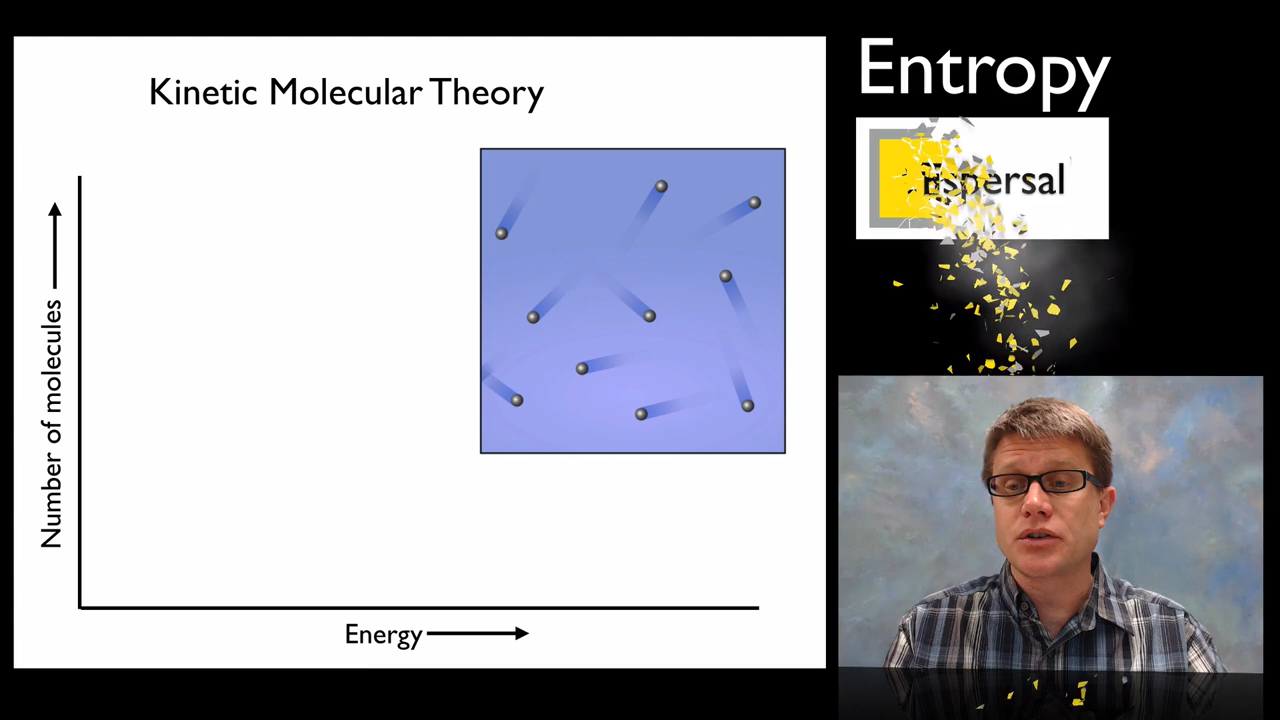 Kinetic Molecular Theory
Number of molecules
Energy
Entropy